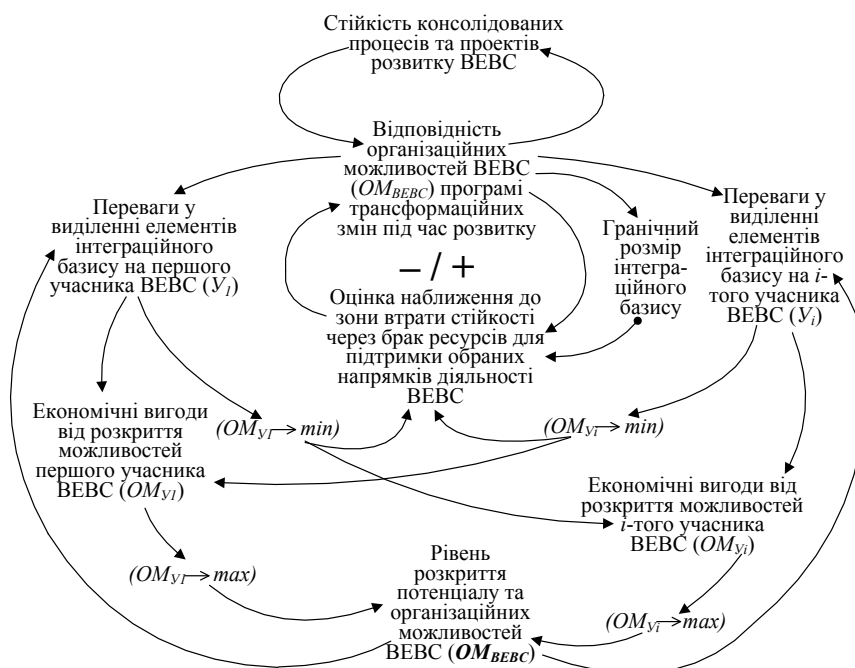 Стійкість консолідованих
процесів та проектів
розвитку ВЕВС
Відповідність
організаційних
можливостей ВЕВС
(ОМВЕВС) програмі
трансформаційних
змін під час розвитку
Переваги у
виділенні елементів
інтеграційного
базису на першого
учасника ВЕВС (У1)
Гранічний
розмір
інтегра-
ційного
базису
Переваги у
виділенні
елементів
інтеграційного
базису на і-
того учасника
ВЕВС (Уі)
– / +
Оцінка наближення до
зони втрати стійкості
через брак ресурсів для
підтримки обраних
напрямків діяльності
ВЕВС
Економічні вигоди
від розкриття
можливостей
першого учасника
ВЕВС (ОМУ1)
(ОМУ1→min)
(ОМУі→min)
Економічні вигоди від
розкриття можливостей
і-того учасника
ВЕВС (ОМУі)
(ОМУ1→max)
Рівень
розкриття
потенціалу та
організаційних
можливостей
ВЕВС (ОМВЕВС)
(ОМУі→max)